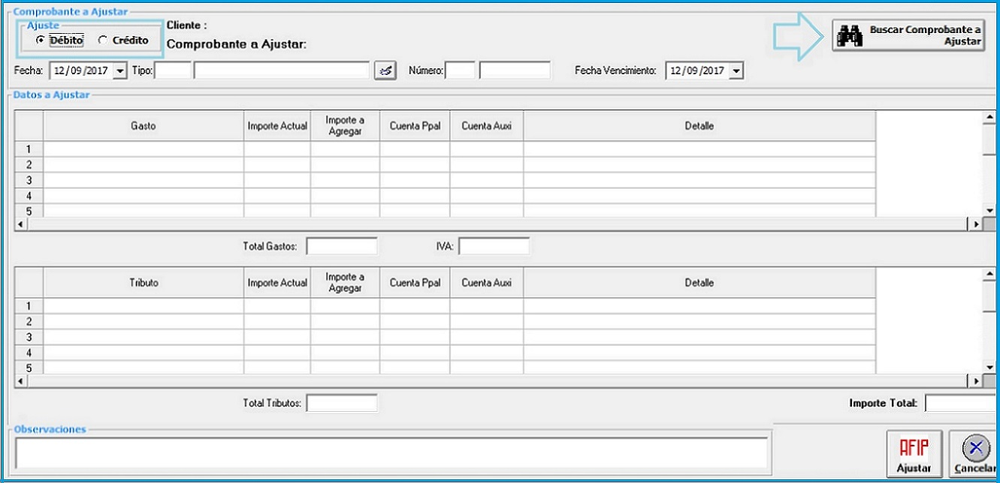 Comprobante a Ajustar
Ajuste
Débito Crédito
Cliente :
Comprobante a Ajustar:
Buscar Comprobante a
Ajustar
Fecha: 12/09/2017 Tipo: Número: Fecha Vencimiento: 12/09/2017
Datos a Ajustar
Gasto Importe Actual Importe a Agregar Cuenta Ppal Cuenta Auxi Detalle
1
2
3
4
5
Total Gastos: IVA:
Tributo Importe Actual Importe a Agregar Cuenta Ppal Cuenta Auxi Detalle
1
2
3
4
5
Total Tributos: Importe Total:
Observaciones
AFIP
Ajustar Cancelar